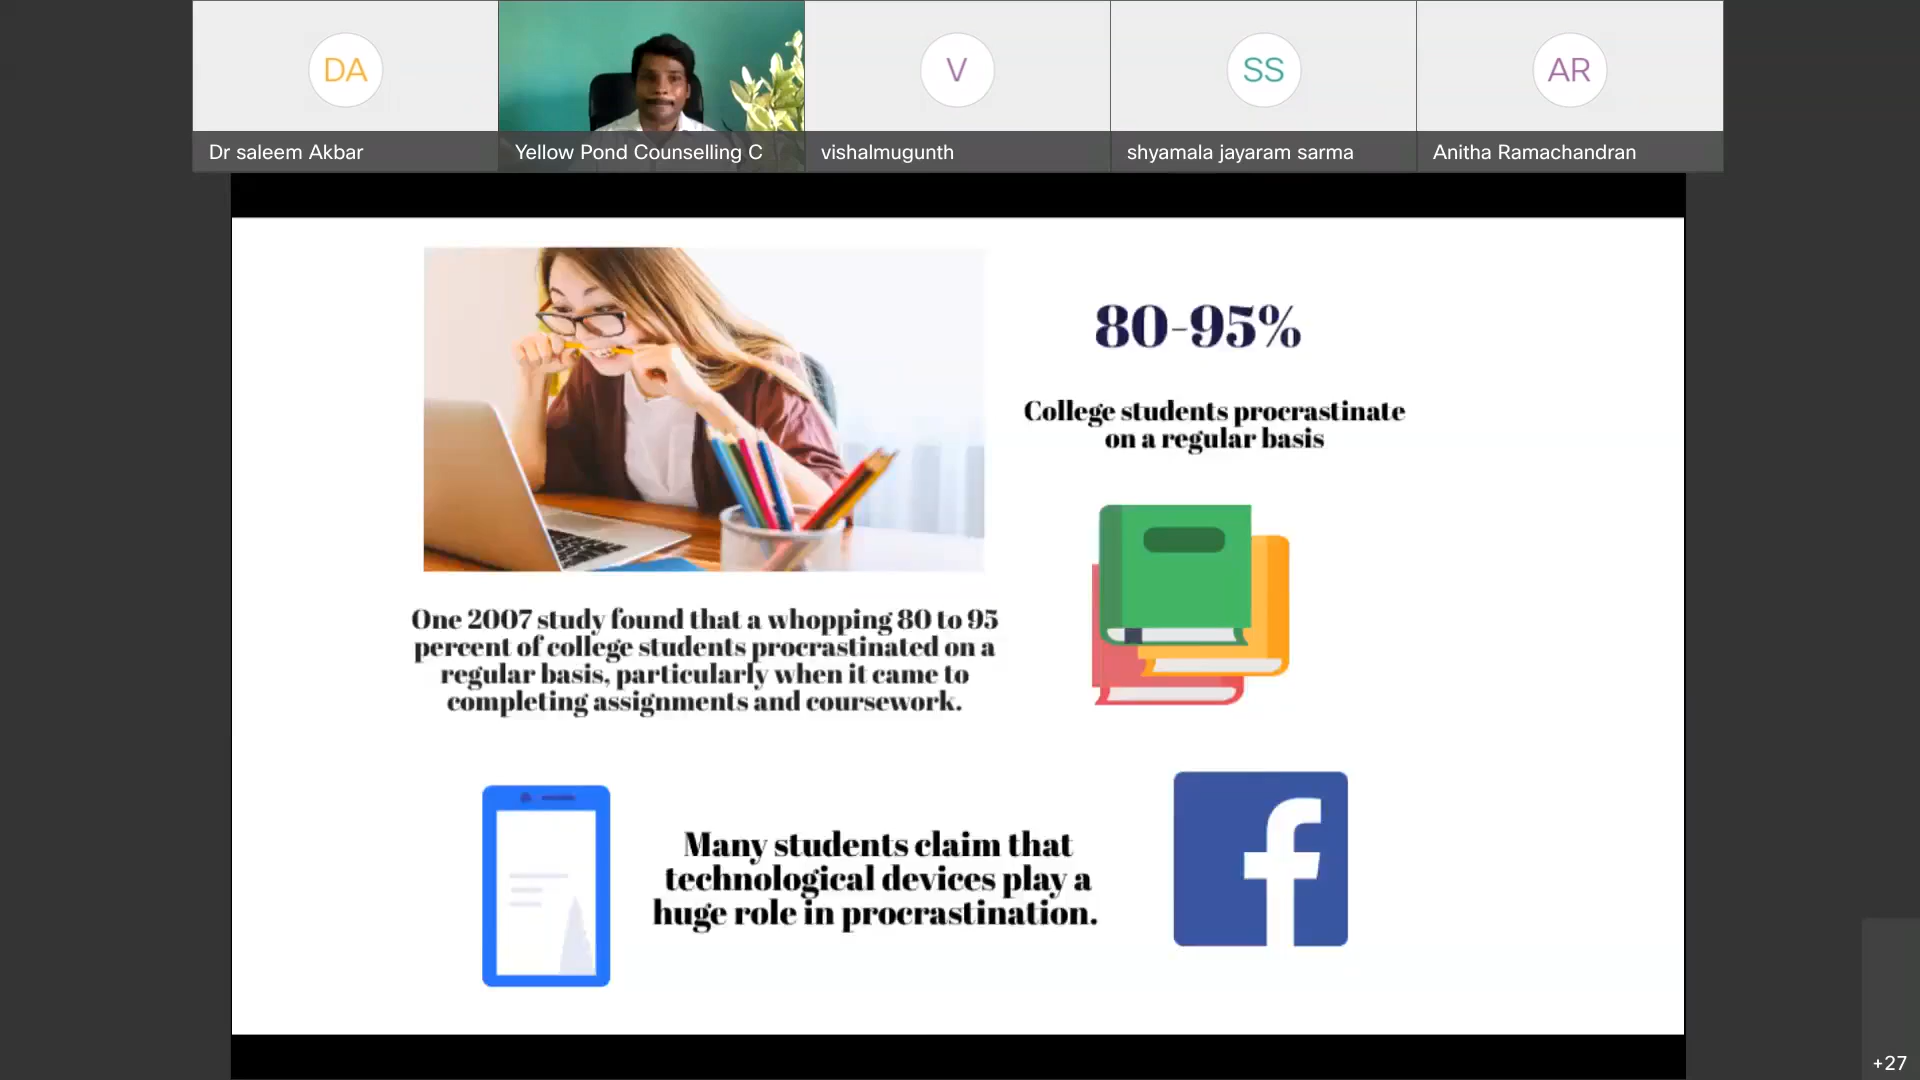 DA
V
SS
AR
Dr saleem Akbar
Yellow Pond Counselling C
vishalmugunth
shyamala jayaram sarma
Anitha Ramachandran
80-95%
College students procrastinate
on a regular basis
One 2007 study found that a whopping 80 to 95
percent of college students procrastinated on a
regular basis, particularly when it came to
completing assignments and coursework.
Many students claim that
technological devices play a
huge role in procrastination.
f
+27